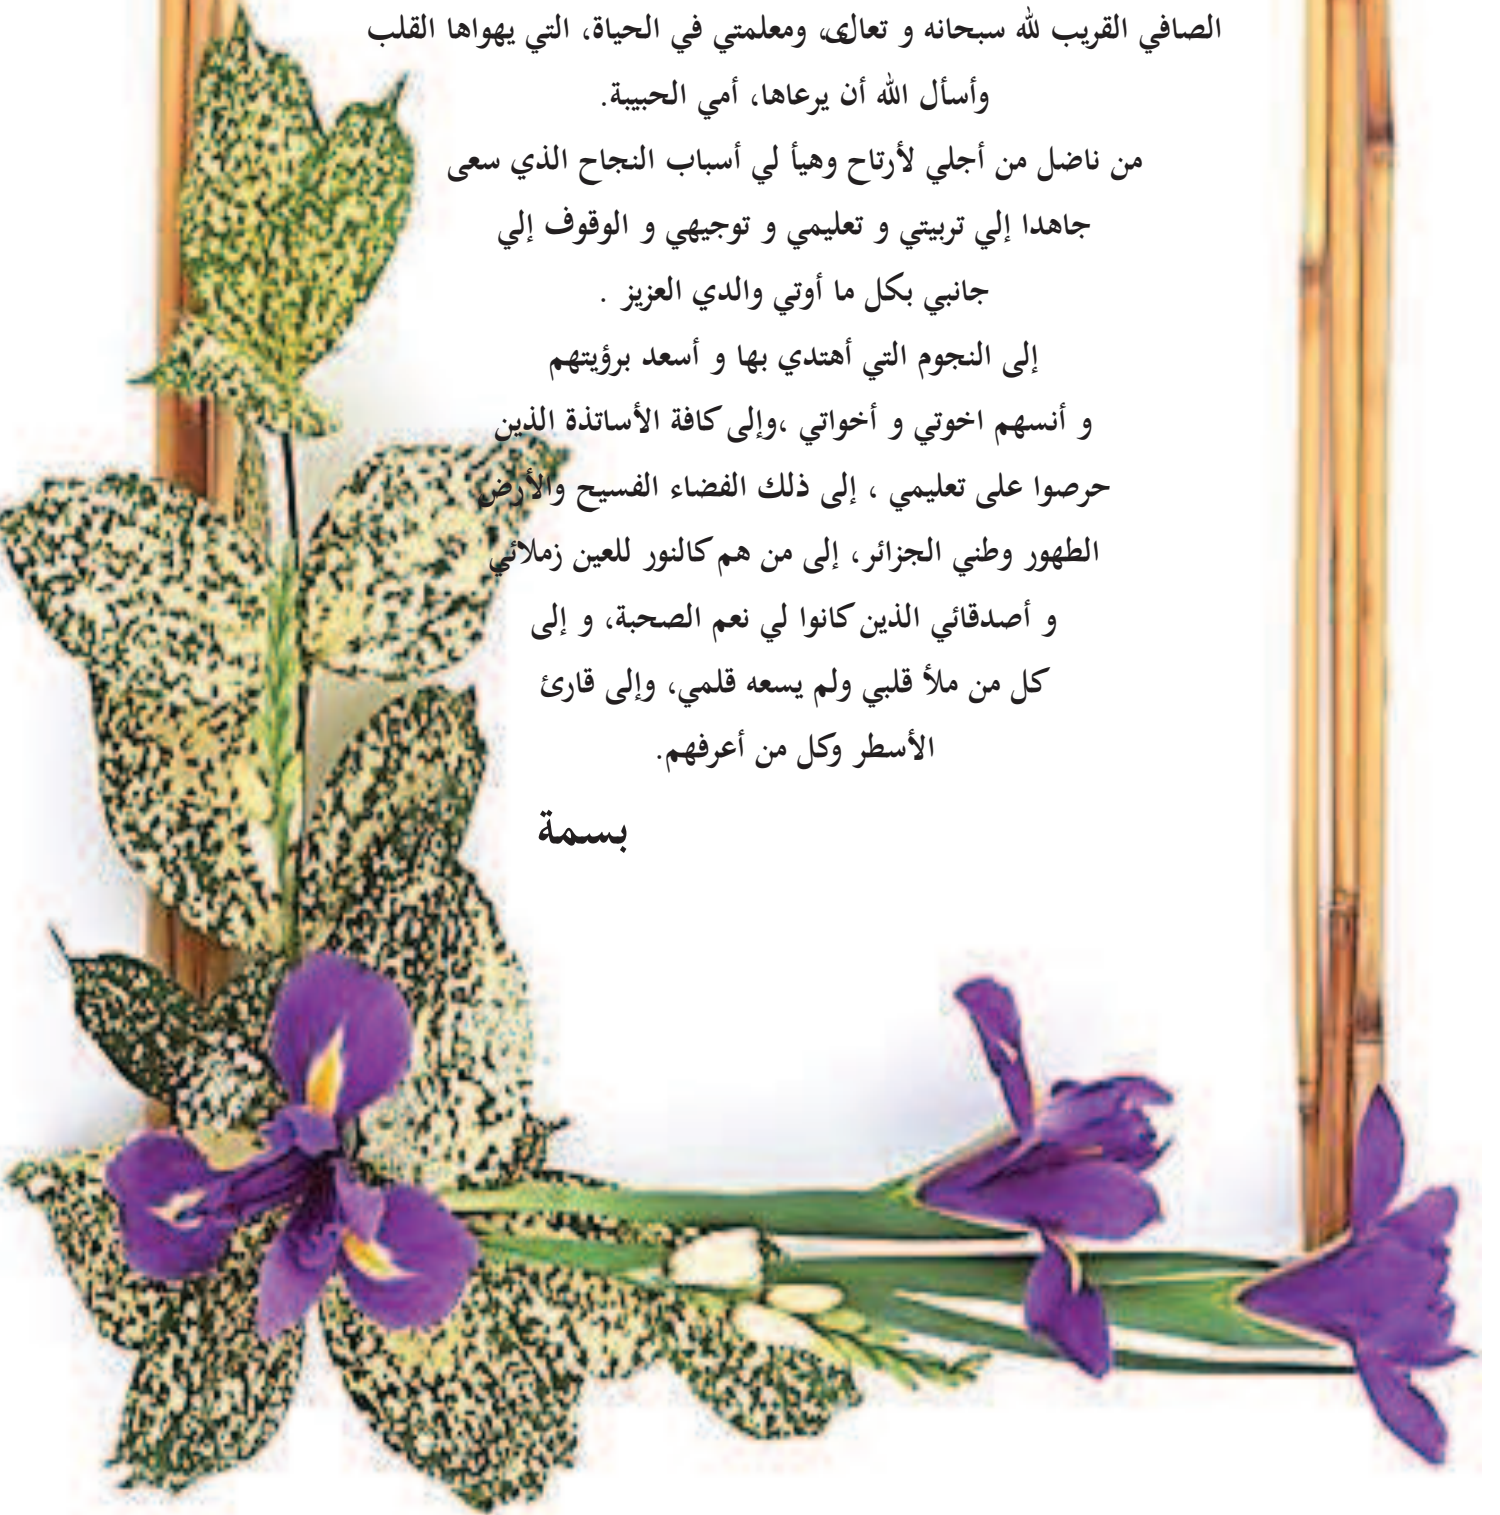 الصافي القريب لله سبحانه و تعالى، ومعلمتي في الحياة، التي يهواها القلب
وأسأل الله أن يرعاها، أمي الحبيبة.
من ناضل من أجلي لأرتاح وهيأ لي أسباب النجاح الذي سعى
جاهدا إلي تربيتي و تعليمي و توجيهي و الوقوف إلي
جانبي بكل ما أوتي والدي العزيز .
إلى النجوم التي أهتدي بها و أسعد برؤيتهم
و أنسهم اخوتي و أخواتي ،وإلى كافة الأساتذة الذين
حرصوا على تعليمي ، إلى ذلك الفضاء الفسيح والأرض
الطهور وطني الجزائر، إلى من هم كالنور للعين زملائي
و أصدقائي الذين كانوا لي نعم الصحبة، و إلى
كل من ملأ قلبي ولم يسعه قلمي، وإلى قارئ
الأسطر وكل من أعرفهم.
بسمة